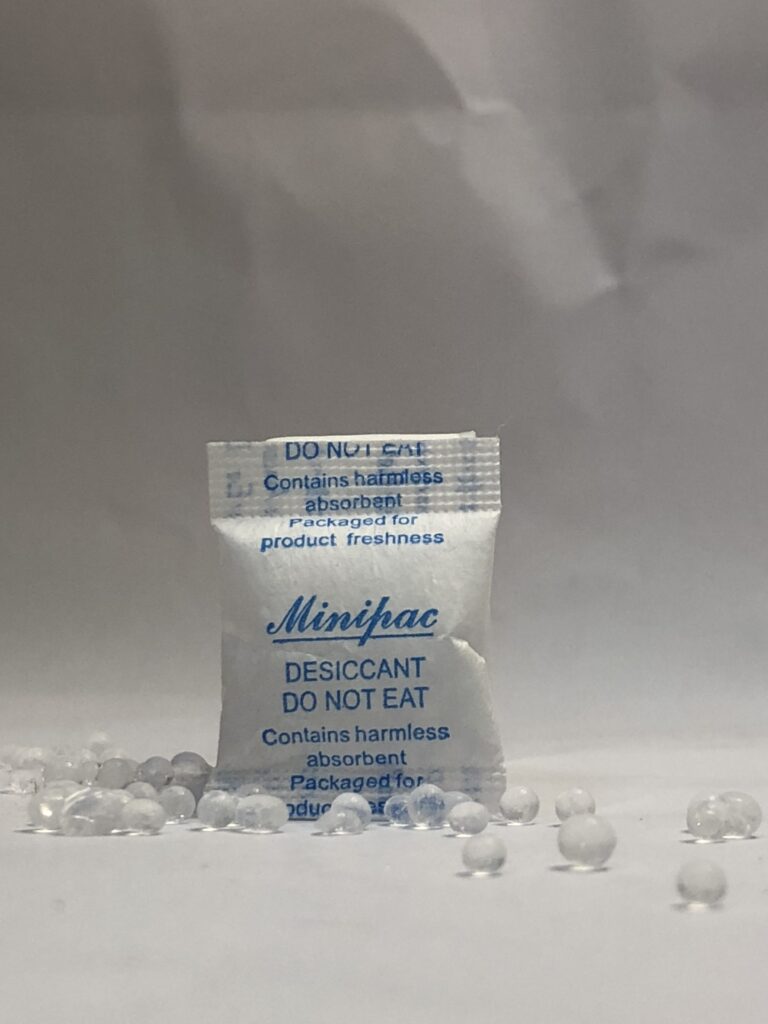 DO NOT EAT
Contains harmless
absorbent
Packaged for
product freshness
Minipac
DESICCANT
DO NOT EAT
Contains harmless
absorbent
Packaged for